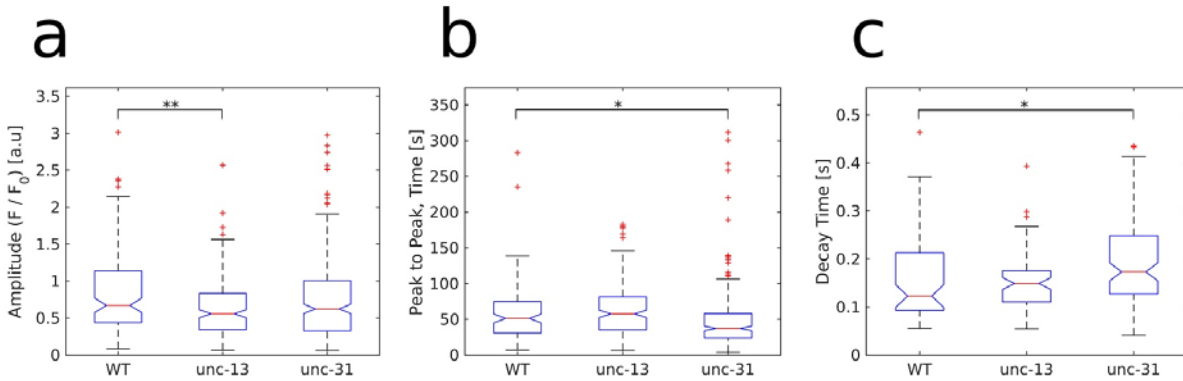 a
b
c
Amplitude (F / F₀) [a.u]
3.5
3
2.5
2
1.5
1
0.5
0
**
WT
unc-13
unc-31
Peak to Peak, Time [s]
350
300
250
200
150
100
50
0
*
WT
unc-13
unc-31
Decay Time [s]
0.5
0.4
0.3
0.2
0.1
0
*
WT
unc-13
unc-31